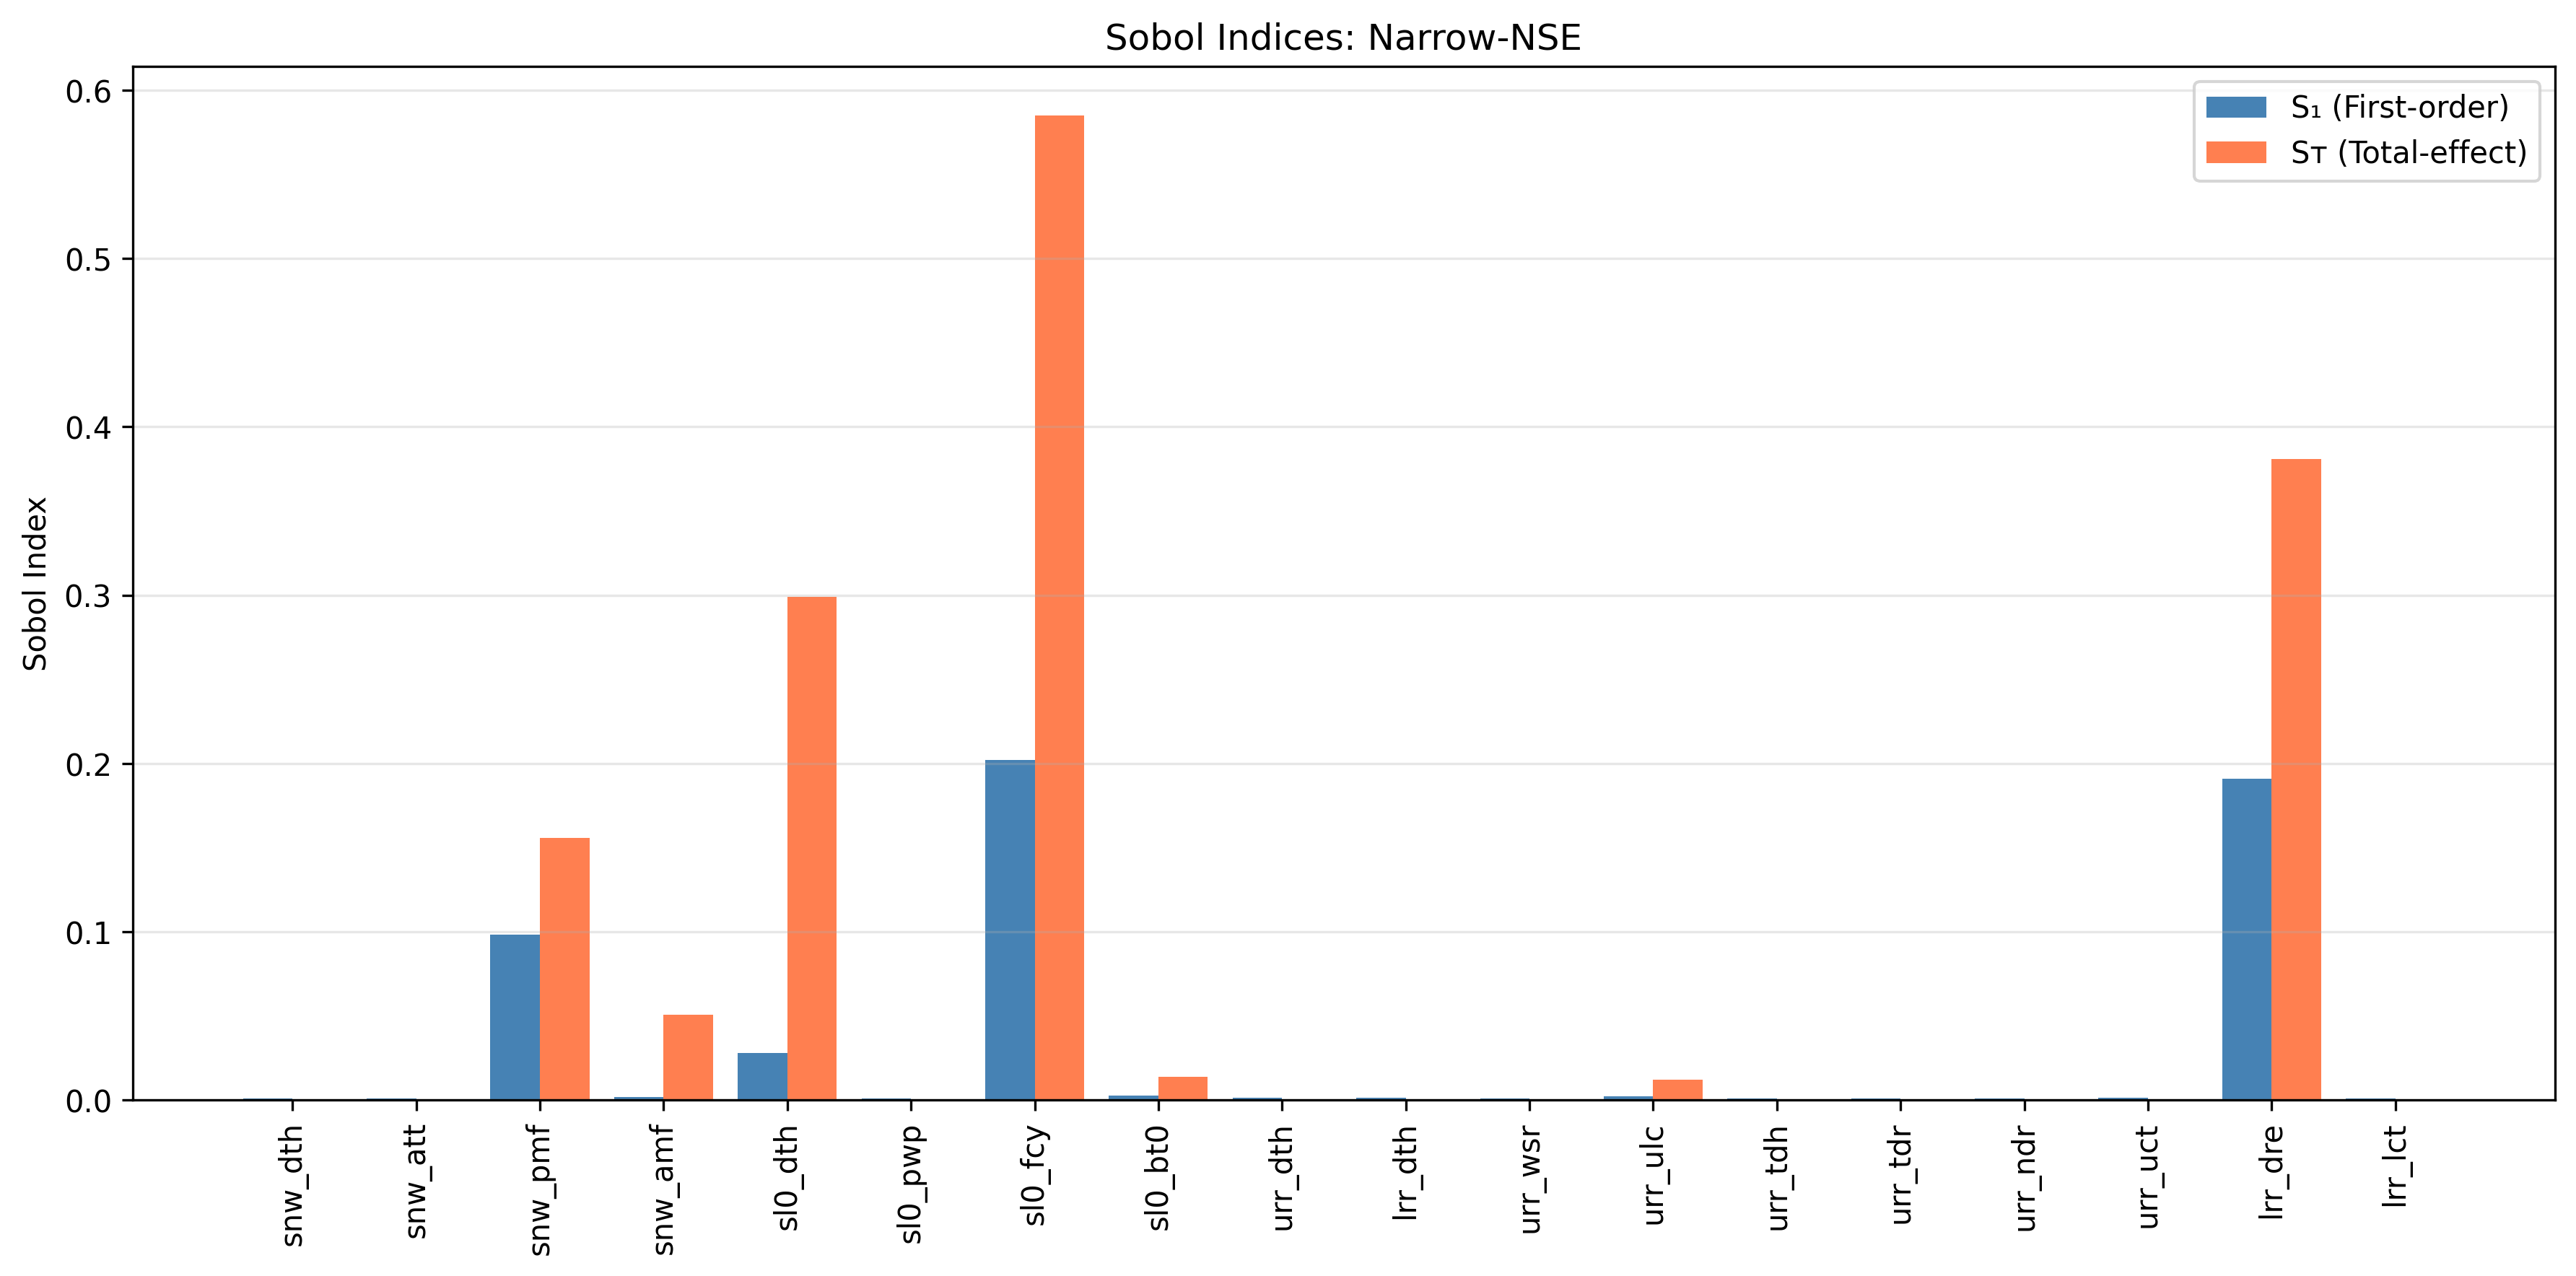 Sobol Indices: Narrow-NSE
S₁ (First-order)
Sᴛ (Total-effect)
Sobol Index
0.6
0.5
0.4
0.3
0.2
0.1
0.0
snw_dth
snw_att
snw_pmf
snw_amf
sl0_dth
sl0_pwp
sl0_fcy
sl0_bt0
urr_dth
lrr_dth
urr_wsr
urr_ulc
urr_tdh
urr_tdr
urr_ndr
urr_uct
lrr_dre
lrr_lct